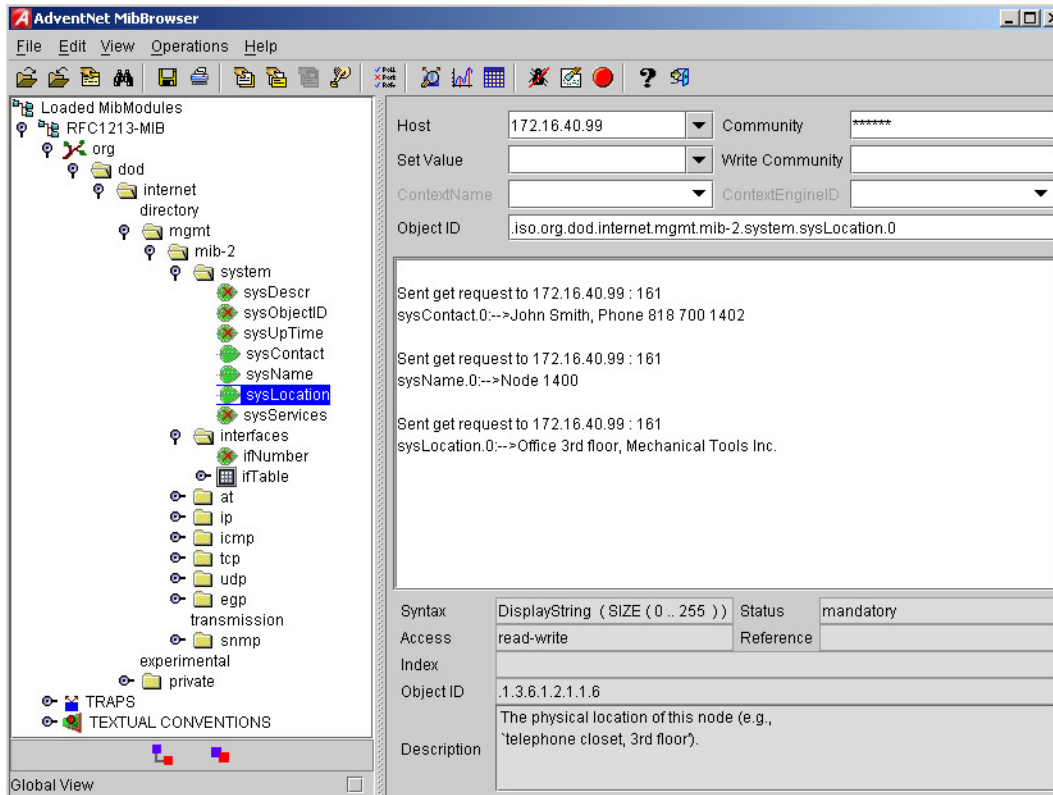 AdventNet MibBrowser
File Edit View Operations Help
Loaded MibModules
RFC1213-MIB
org
dod
internet
directory
mgmt
mib-2
system
sysDescr
sysObjectID
sysUpTime
sysContact
sysName
sysLocation
sysServices
interfaces
ifNumber
ifTable
at
ip
icmp
tcp
udp
egp
transmission
snmp
experimental
private
TRAPS
TEXTUAL CONVENTIONS
Global View
Host 172.16.40.99 Community ******
Set Value Write Community
ContextName ContextEngineID
Object ID .iso.org.dod.internet.mgmt.mib-2.system.sysLocation.0
Sent get request to 172.16.40.99 : 161
sysContact.0:-->John Smith, Phone 818 700 1402
Sent get request to 172.16.40.99 : 161
sysName.0:-->Node 1400
Sent get request to 172.16.40.99 : 161
sysLocation.0:-->Office 3rd floor, Mechanical Tools Inc.
Syntax DisplayString ( SIZE ( 0 .. 255 ) ) Status mandatory
Access read-write Reference
Index
Object ID .1.3.6.1.2.1.1.6
Description The physical location of this node (e.g.,
`telephone closet, 3rd floor').